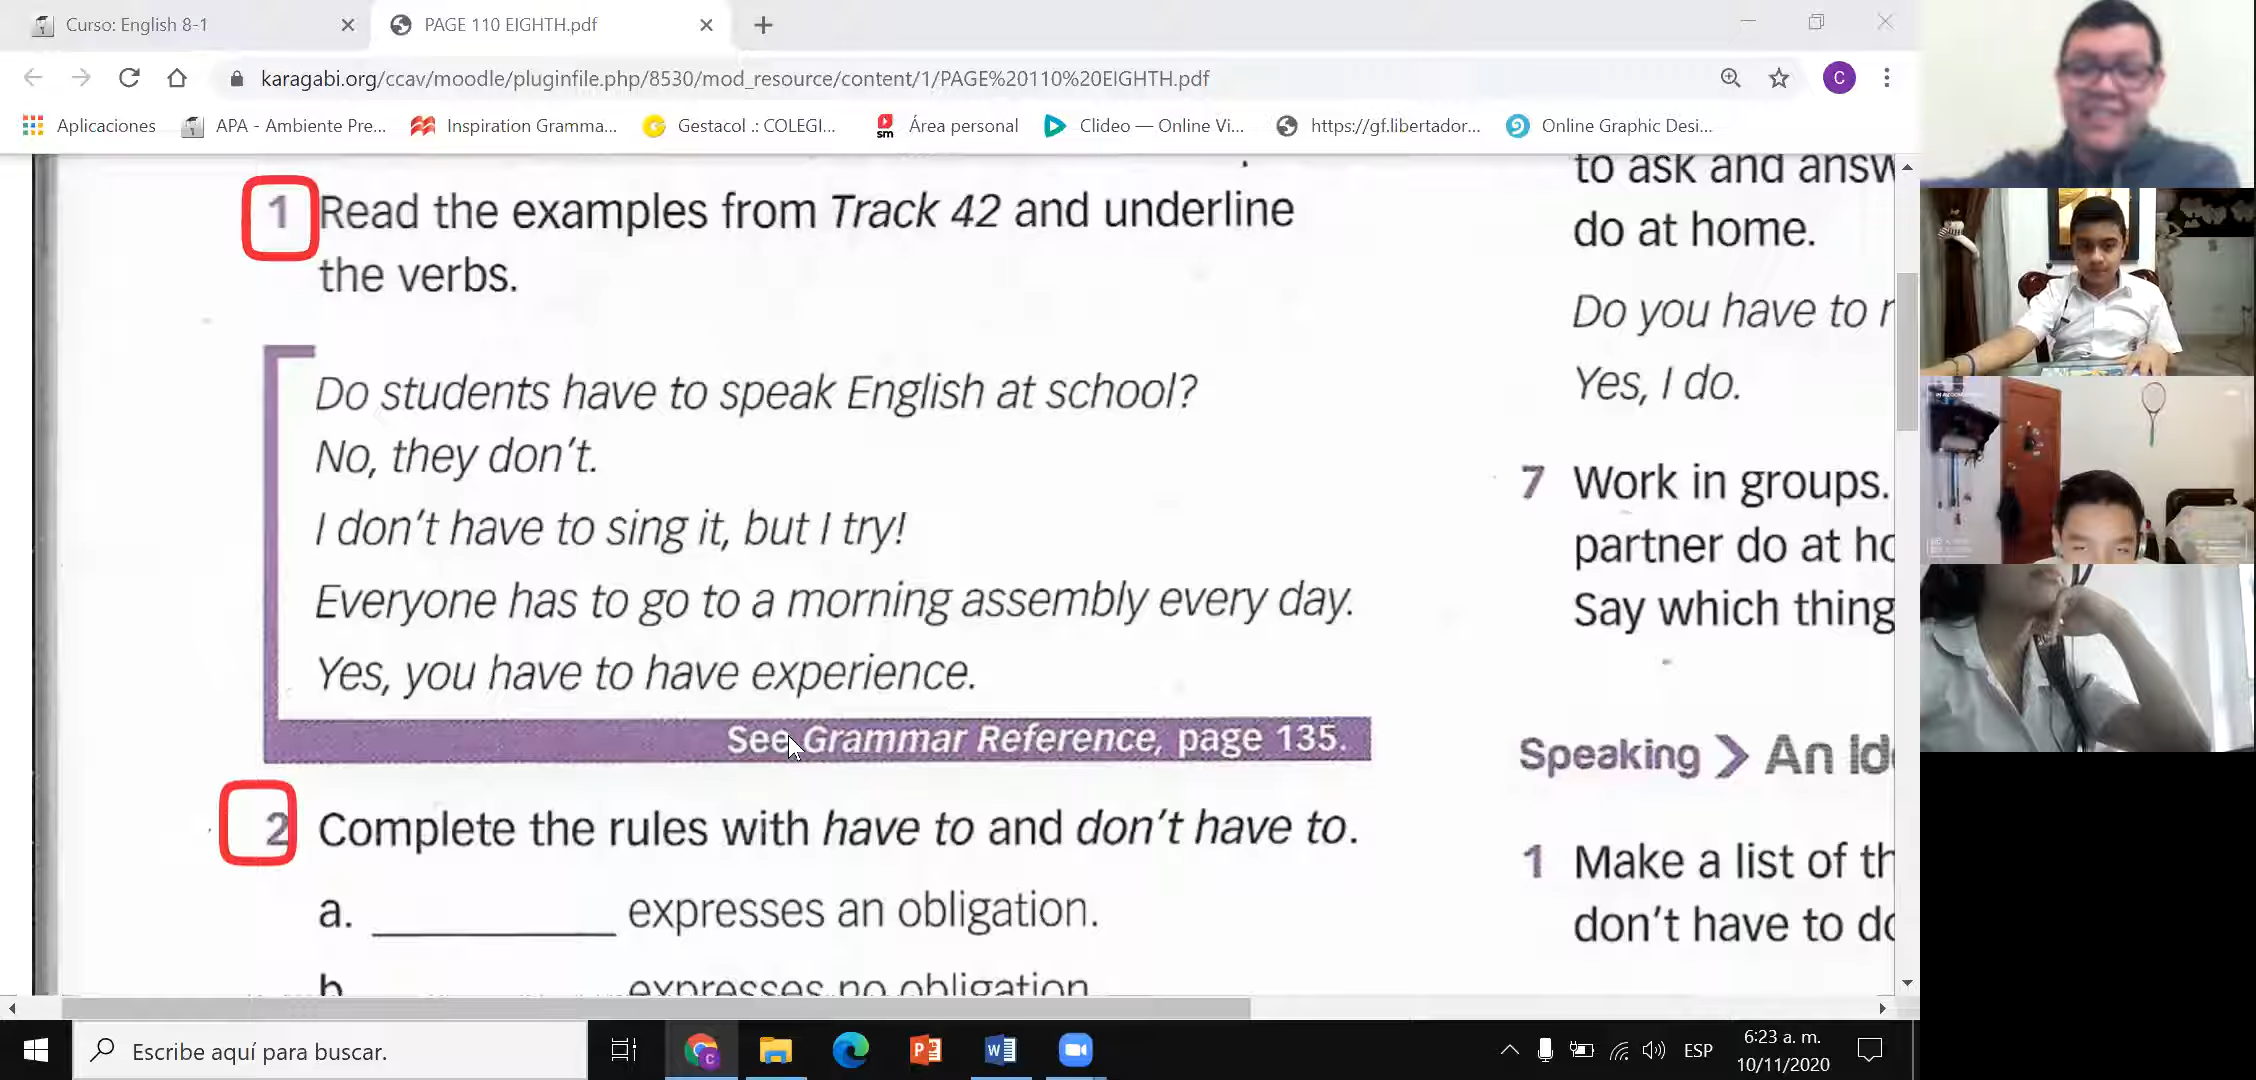 Curso: English 8-1
PAGE 110 EIGHTH.pdf
karagabi.org/ccav/moodle/pluginfile.php/8530/mod_resource/content/1/PAGE%20110%20EIGHTH.pdf
C
Aplicaciones
APA - Ambiente Pre...
Inspiration Gramma...
Gestacol .: COLEGI...
sm
Área personal
Clideo — Online Vi...
https://gf.libertador...
Online Graphic Desi...
1 Read the examples from Track 42 and underline
the verbs.
Do students have to speak English at school?
No, they don't.
I don't have to sing it, but I try!
Everyone has to go to a morning assembly every day.
Yes, you have to have experience.
See Grammar Reference, page 135.
2 Complete the rules with have to and don't have to.
a. __________ expresses an obligation.
b. expresses no obligation
to ask and answ
do at home.
Do you have to r
Yes, I do.
7 Work in groups.
partner do at ho
Say which thing
Speaking > An Id
1 Make a list of th
don't have to do
Escribe aquí para buscar.
ESP
6:23 a. m.
10/11/2020